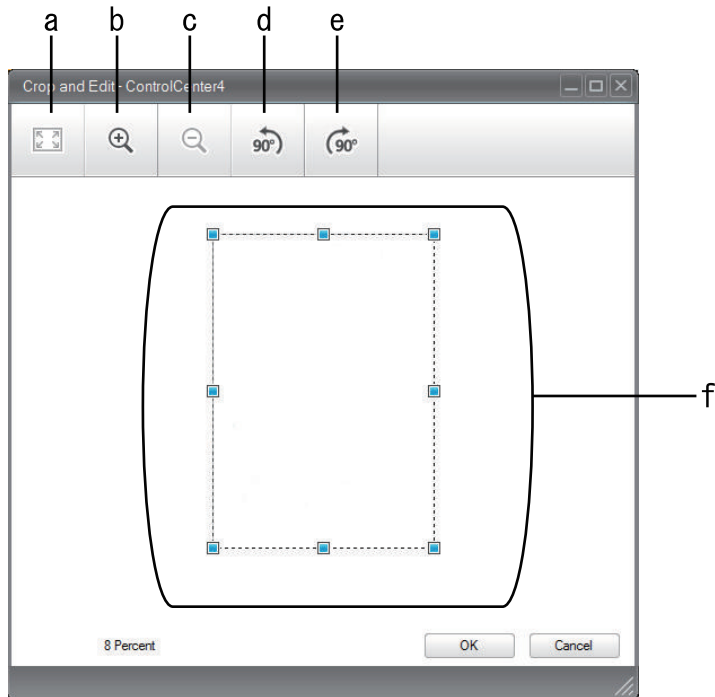 a b c d e
Crop and Edit - ControlCenter4
90° 90°
f
8 Percent OK Cancel